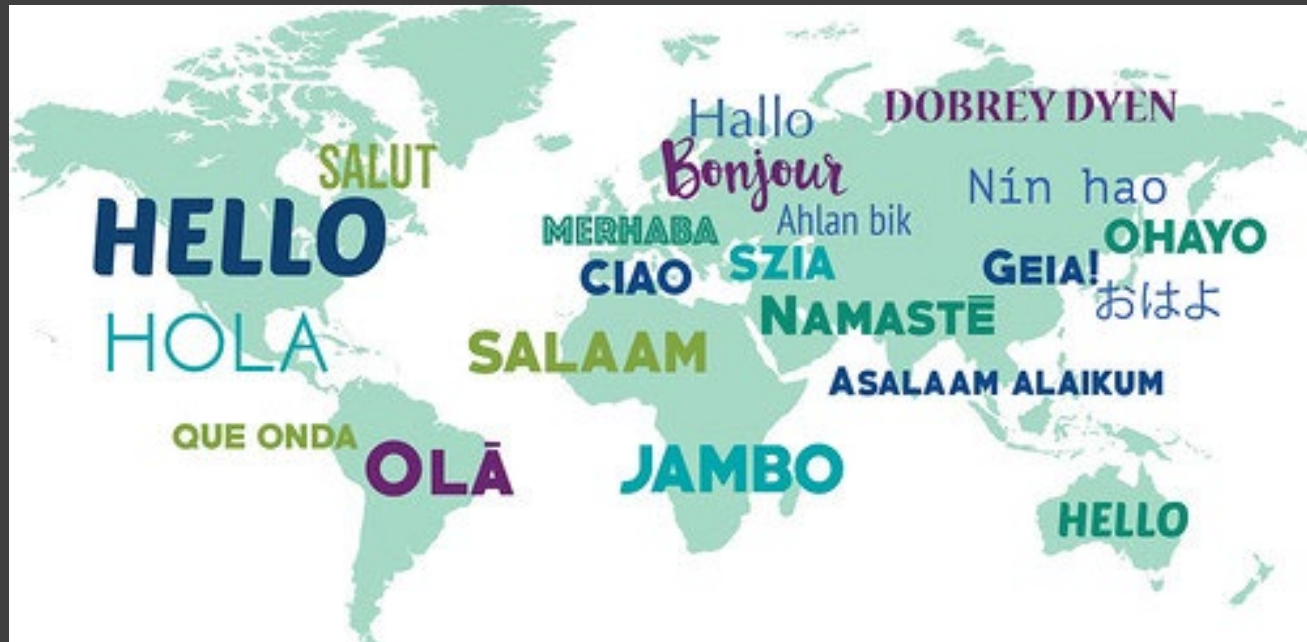 Hallo
DOBREY DYEN
SALUT
Bonjour
Nín hao
HELLO
MERHABA
Ahlan bik
OHAYO
CIAO
SZIA
GEIA!
おはよ
HOLA
NAMASTĒ
SALAAM
ASALAAM ALAIKUM
QUE ONDA
OLĀ
JAMBO
HELLO